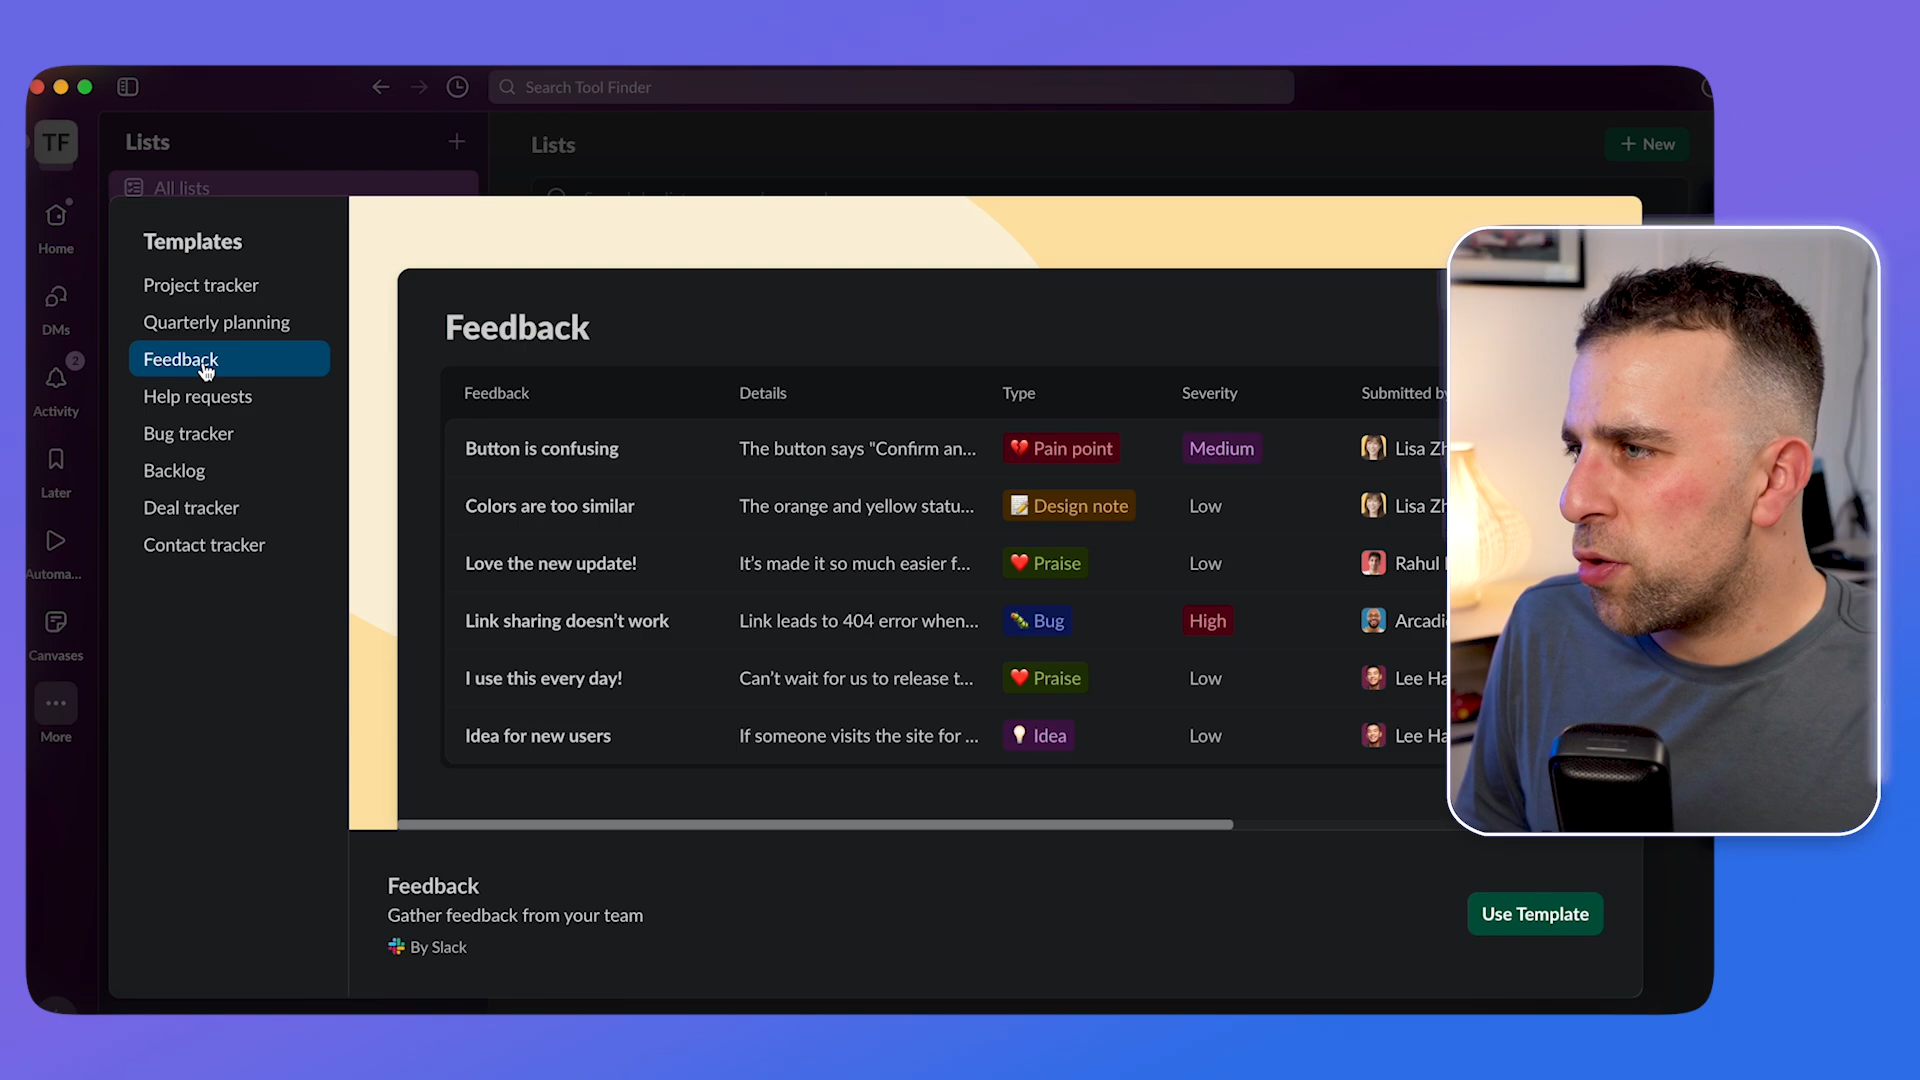 Search Tool Finder
TF
Lists
Lists
New
All lists
Home
DMs
2
Activity
Later
Automa...
Canvases
More
Templates
Project tracker
Quarterly planning
Feedback
Help requests
Bug tracker
Backlog
Deal tracker
Contact tracker
Feedback
Feedback Details Type Severity Submitted by
Button is confusing The button says "Confirm an... Pain point Medium Lisa Zh
Colors are too similar The orange and yellow statu... Design note Low Lisa Zh
Love the new update! It's made it so much easier f... Praise Low Rahul
Link sharing doesn't work Link leads to 404 error when... Bug High Arcadi
I use this every day! Can't wait for us to release t... Praise Low Lee Ha
Idea for new users If someone visits the site for ... Idea Low Lee Ha
Feedback
Gather feedback from your team
By Slack
Use Template